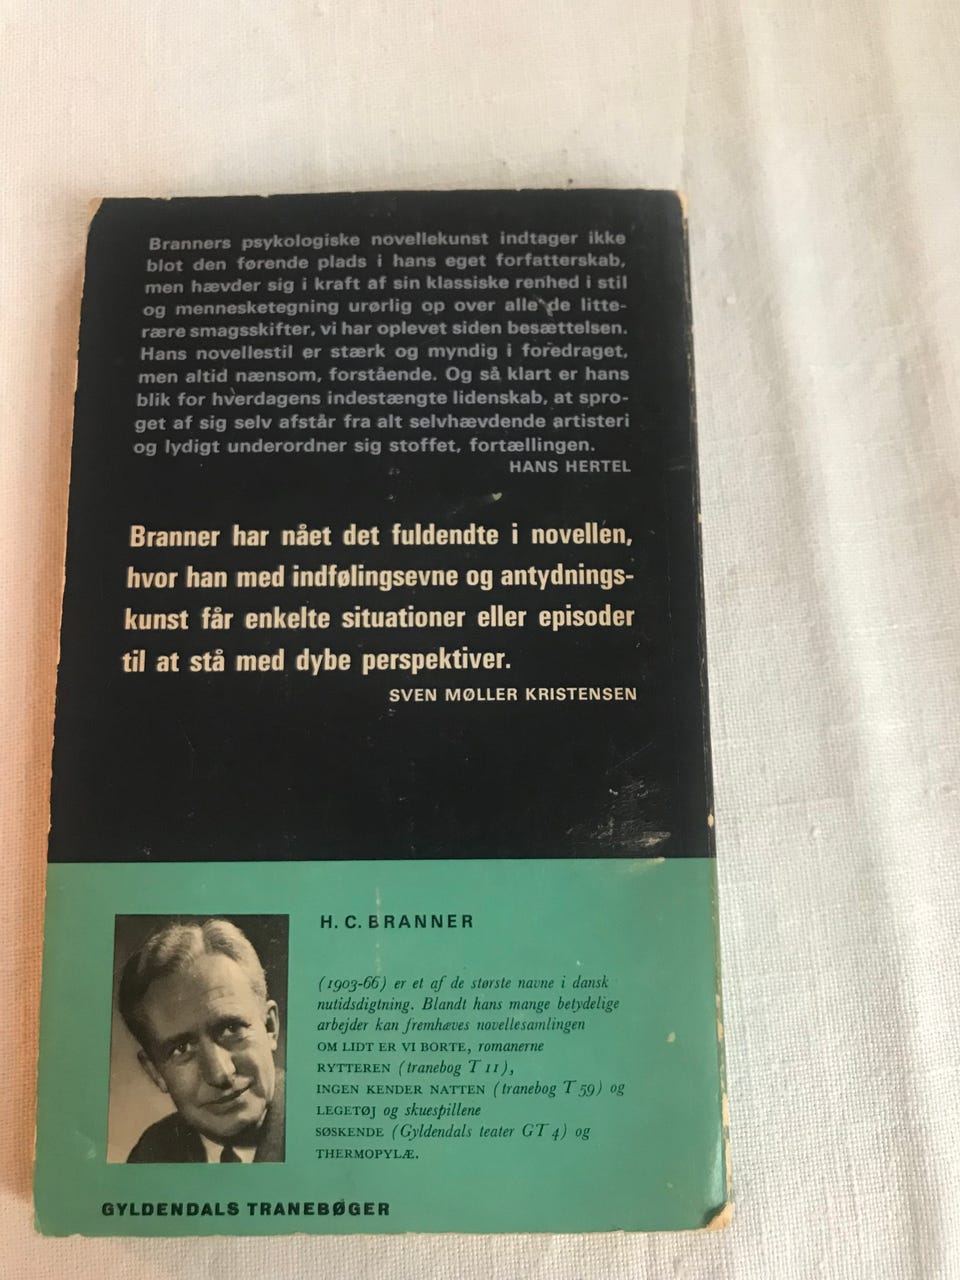 Branners psykologiske novellekunst indtager ikke
blot den førende plads i hans eget forfatterskab,
men hævder sig i kraft af sin klassiske renhed i stil
og mennesketegning urørlig op over alle de litte-
rære smagsskifter, vi har oplevet siden besættelsen.
Hans novellestil er stærk og myndig i foredraget,
men altid nænsom, forstående. Og så klart er hans
blik for hverdagens indestængte lidenskab, at spro-
get af sig selv afstår fra alt selvhævdende artisteri
og lydigt underordner sig stoffet, fortællingen.
HANS HERTEL
Branner har nået det fuldendte i novellen,
hvor han med indfølingsevne og antydnings-
kunst får enkelte situationer eller episoder
til at stå med dybe perspektiver.
SVEN MØLLER KRISTENSEN
H. C. BRANNER
(1903-66) er et af de største navne i dansk
nutidsdigtning. Blandt hans mange betydelige
arbejder kan fremhæves novellesamlingen
OM LIDT ER VI BORTE, romanerne
RYTTEREN (tranebog T 11),
INGEN KENDER NATTEN (tranebog T 59) og
LEGETØJ og skuespillene
SØSKENDE (Gyldendals teater GT 4) og
THERMOPYLÆ.
GYLDENDALS TRANEBØGER